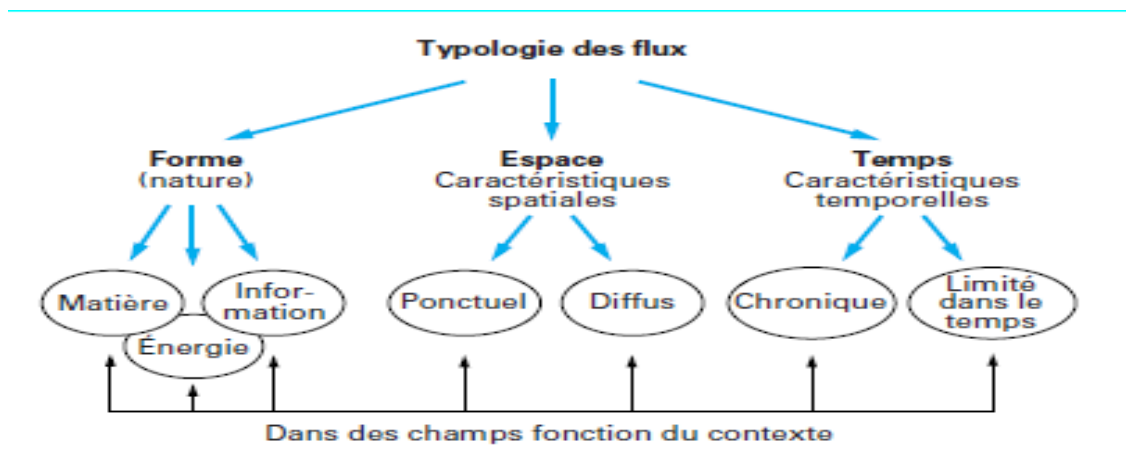 Typologie des flux
Forme
(nature)
Espace
Caractéristiques
spatiales
Temps
Caractéristiques
temporelles
Matière
Énergie
Infor-
mation
Ponctuel
Diffus
Chronique
Limité
dans le
temps
Dans des champs fonction du contexte